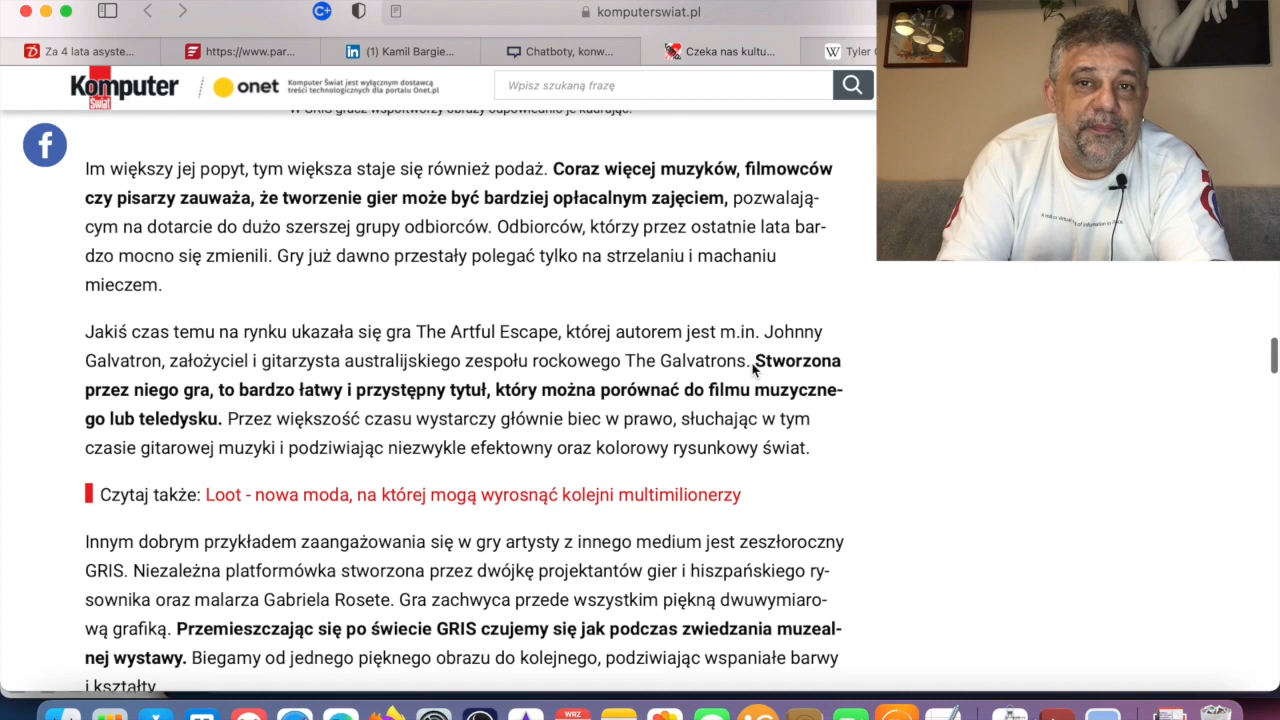 komputerswiat.pl
Za 4 lata asyste...
https://www.par...
(1) Kamil Bargie...
Chatboty, konw...
Czeka nas kultu...
Tyler
Komputer
Świat
onet
Komputer Świat jest wyłącznym dostawcą
treści technologicznych dla portalu Onet.pl
Wpisz szukaną frazę
W GRIS gracz współtworzy obrazy odpowiednio je kadrując.
Im większy jej popyt, tym większa staje się również podaż. Coraz więcej muzyków, filmowców
czy pisarzy zauważa, że tworzenie gier może być bardziej opłacalnym zajęciem, pozwalają-
cym na dotarcie do dużo szerszej grupy odbiorców. Odbiorców, którzy przez ostatnie lata bar-
dzo mocno się zmienili. Gry już dawno przestały polegać tylko na strzelaniu i machaniu
mieczem.
Jakiś czas temu na rynku ukazała się gra The Artful Escape, której autorem jest m.in. Johnny
Galvatron, założyciel i gitarzysta australijskiego zespołu rockowego The Galvatrons. Stworzona
przez niego gra, to bardzo łatwy i przystępny tytuł, który można porównać do filmu muzyczne-
go lub teledysku. Przez większość czasu wystarczy głównie biec w prawo, słuchając w tym
czasie gitarowej muzyki i podziwiając niezwykle efektowny oraz kolorowy rysunkowy świat.
Czytaj także: Loot - nowa moda, na której mogą wyrosnąć kolejni multimilionerzy
Innym dobrym przykładem zaangażowania się w gry artysty z innego medium jest zeszłoroczny
GRIS. Niezależna platformówka stworzona przez dwójkę projektantów gier i hiszpańskiego ry-
sownika oraz malarza Gabriela Rosete. Gra zachwyca przede wszystkim piękną dwuwymiaro-
wą grafiką. Przemieszczając się po świecie GRIS czujemy się jak podczas zwiedzania muzeal-
nej wystawy. Biegamy od jednego pięknego obrazu do kolejnego, podziwiając wspaniałe barwy
i kształty
WRZ